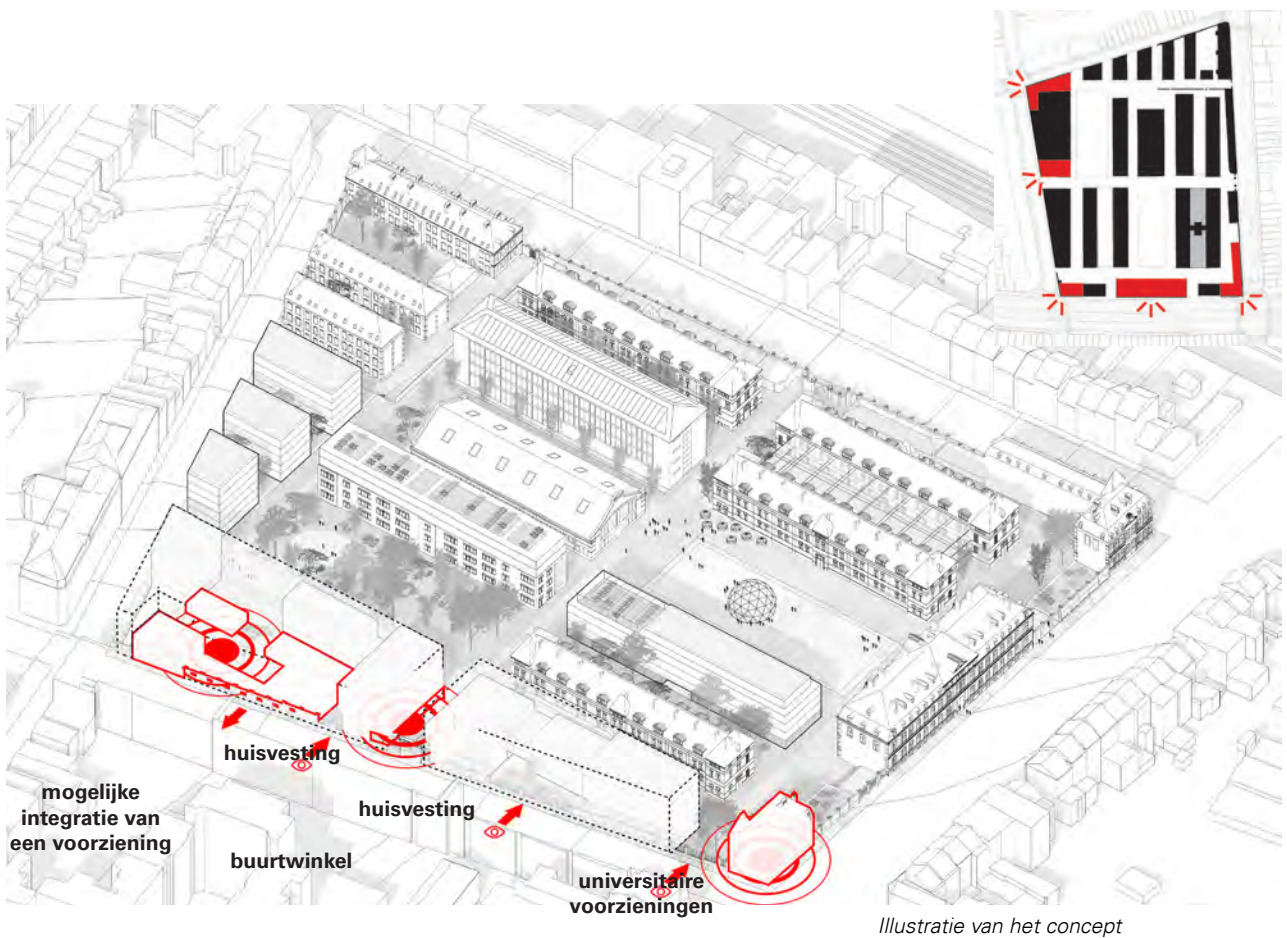 huisvesting
mogelijke
integratie van
een voorziening
huisvesting
buurtwinkel
universitaire
voorzieningen
Illustratie van het concept